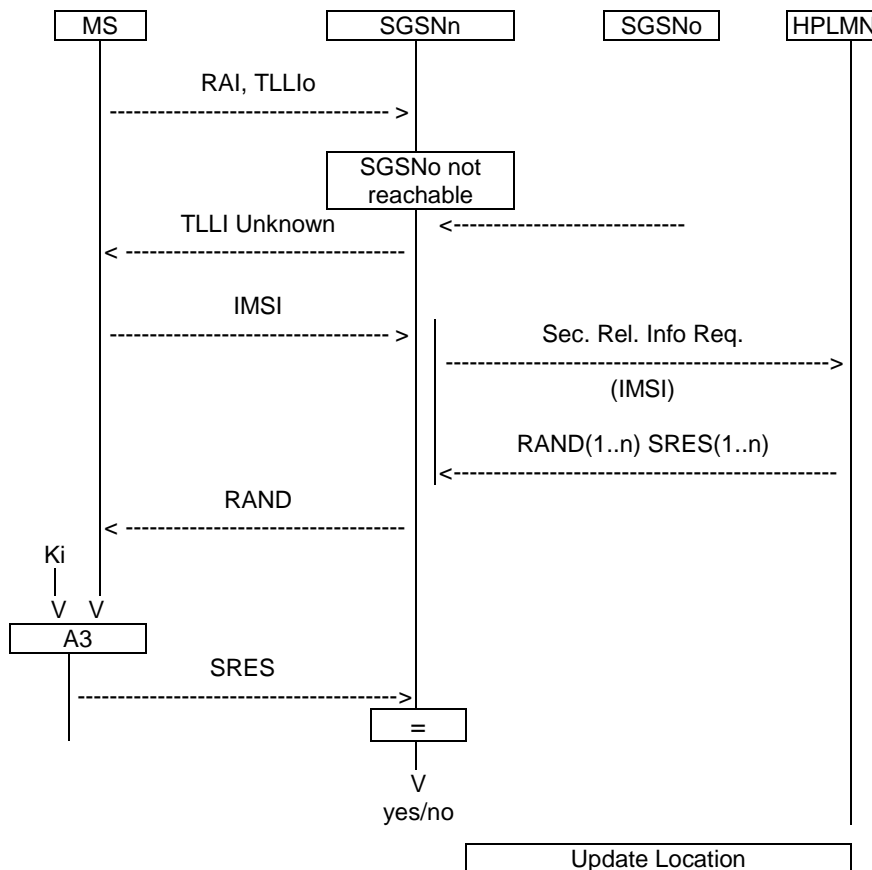 MS SGSNn SGSNo HPLMN
RAI, TLLIo
SGSNo not
reachable
TLLI Unknown
IMSI
Sec. Rel. Info Req.
(IMSI)
RAND(1..n) SRES(1..n)
RAND
Ki
V V
A3
SRES
=
V
yes/no
Update Location